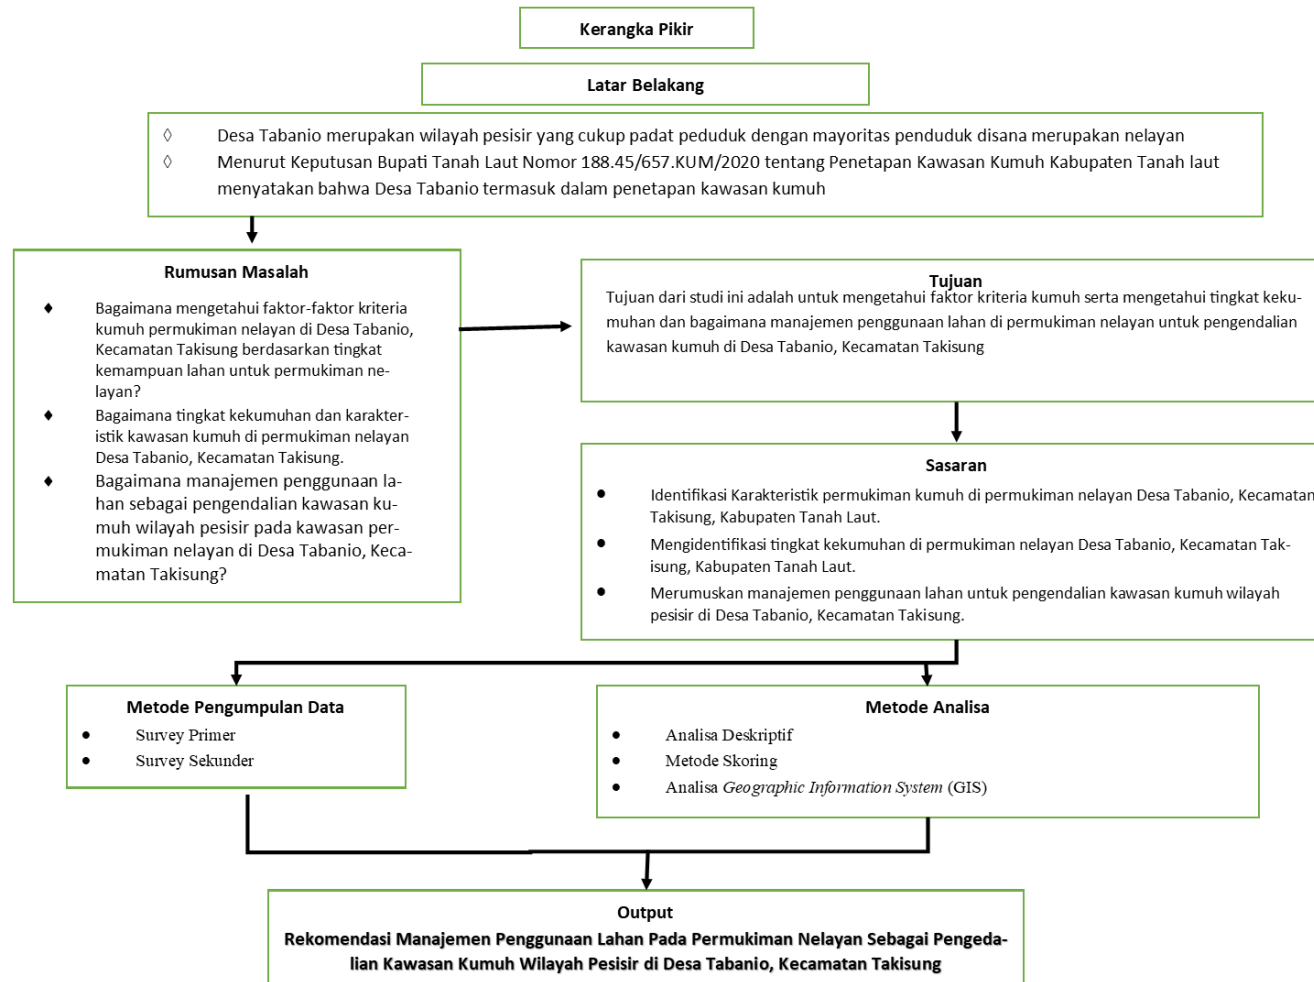 Kerangka Pikir
Latar Belakang
◊ Desa Tabanio merupakan wilayah pesisir yang cukup padat peduduk dengan mayoritas penduduk disana merupakan nelayan
◊ Menurut Keputusan Bupati Tanah Laut Nomor 188.45/657.KUM/2020 tentang Penetapan Kawasan Kumuh Kabupaten Tanah laut
menyatakan bahwa Desa Tabanio termasuk dalam penetapan kawasan kumuh
Rumusan Masalah
♦ Bagaimana mengetahui faktor-faktor kriteria
kumuh permukiman nelayan di Desa Tabanio,
Kecamatan Takisung berdasarkan tingkat
kemampuan lahan untuk permukiman ne-
layan?
♦ Bagaimana tingkat kekumuhan dan karakter-
istik kawasan kumuh di permukiman nelayan
Desa Tabanio, Kecamatan Takisung.
♦ Bagaimana manajemen penggunaan la-
han sebagai pengendalian kawasan ku-
muh wilayah pesisir pada kawasan per-
mukiman nelayan di Desa Tabanio, Keca-
matan Takisung?
Tujuan
Tujuan dari studi ini adalah untuk mengetahui faktor kriteria kumuh serta mengetahui tingkat keku-
muhan dan bagaimana manajemen penggunaan lahan di permukiman nelayan untuk pengendalian
kawasan kumuh di Desa Tabanio, Kecamatan Takisung
Sasaran
● Identifikasi Karakteristik permukiman kumuh di permukiman nelayan Desa Tabanio, Kecamatan
Takisung, Kabupaten Tanah Laut.
● Mengidentifikasi tingkat kekumuhan di permukiman nelayan Desa Tabanio, Kecamatan Tak-
isung, Kabupaten Tanah Laut.
● Merumuskan manajemen penggunaan lahan untuk pengendalian kawasan kumuh wilayah
pesisir di Desa Tabanio, Kecamatan Takisung.
Metode Pengumpulan Data
● Survey Primer
● Survey Sekunder
Metode Analisa
● Analisa Deskriptif
● Metode Skoring
● Analisa Geographic Information System (GIS)
Output
Rekomendasi Manajemen Penggunaan Lahan Pada Permukiman Nelayan Sebagai Pengeda-
lian Kawasan Kumuh Wilayah Pesisir di Desa Tabanio, Kecamatan Takisung